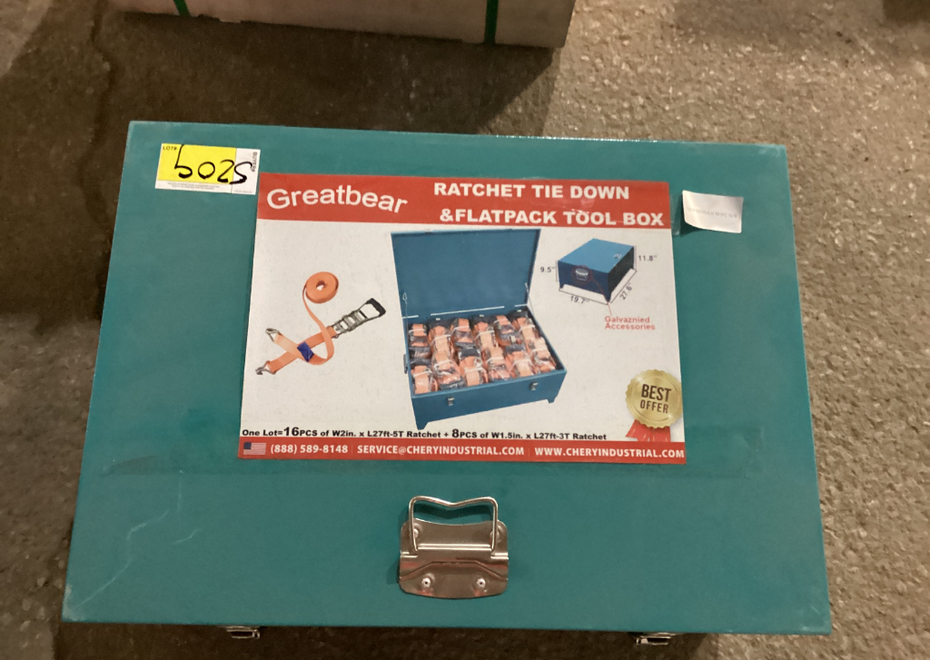 LOT#
Greatbear
RATCHET TIE DOWN
&FLATPACK TOOL BOX
9.5"
11.8"
19.7"
27.6"
Galvaznied
Accessories
BEST
OFFER
One Lot=16PCS of W2in. x L27ft-5T Ratchet + 8PCS of W1.5in. x L27ft-3T Ratchet
(888) 589-8148 SERVICE@CHERYINDUSTRIAL.COM WWW.CHERYINDUSTRIAL.COM